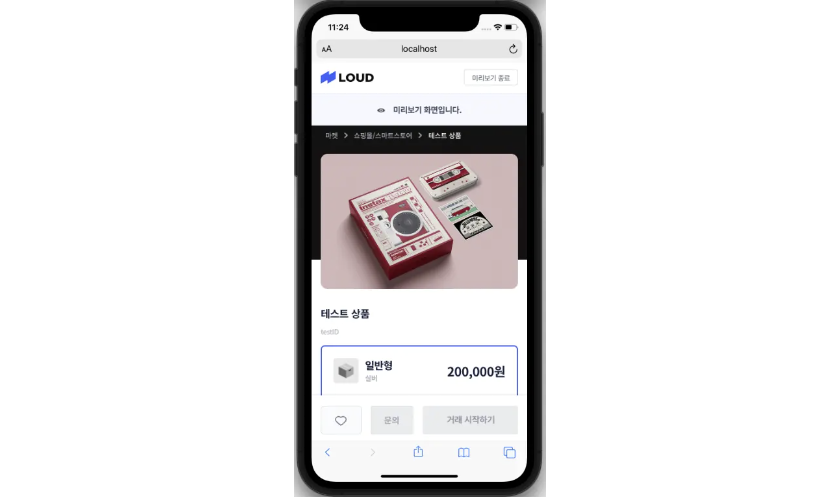 11:24
AA
localhost
LOUD
미리보기 종료
미리보기 화면입니다.
마켓 > 쇼핑몰/스마트스토어 > 테스트 상품
instax
테스트 상품
testID
일반형
실버
200,000원
문의
거래 시작하기